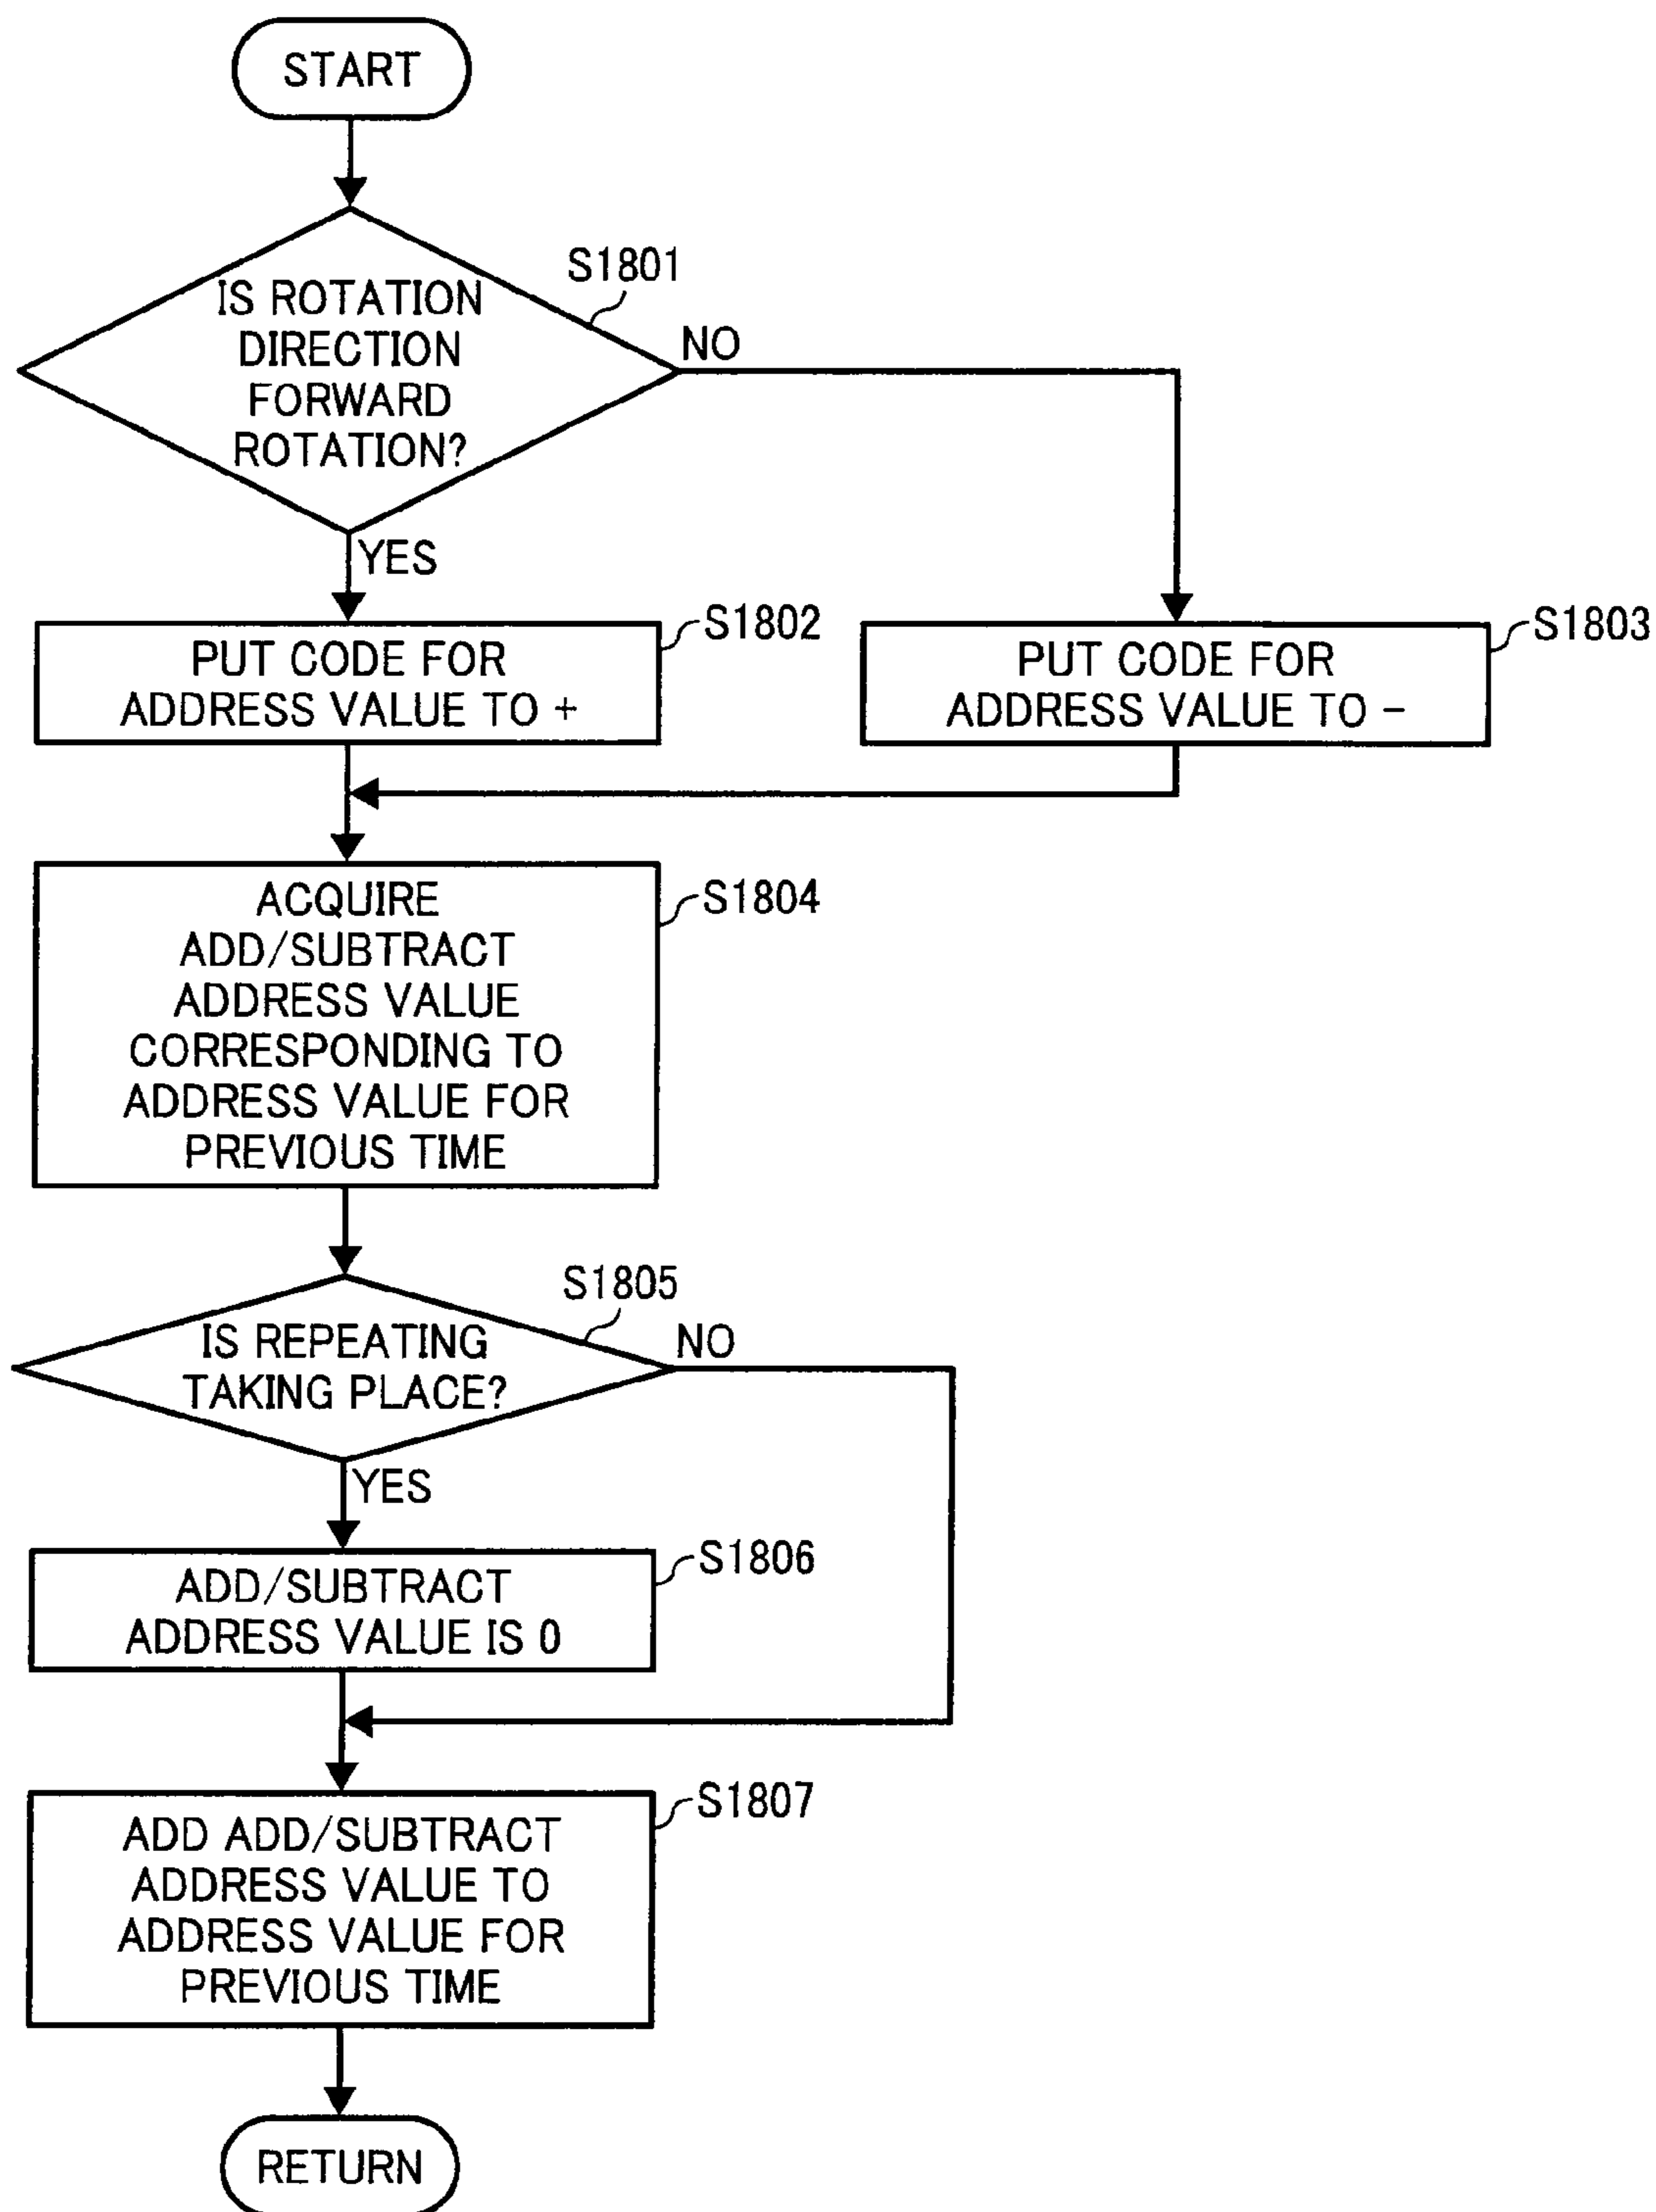 START
S1801
IS ROTATION
DIRECTION
FORWARD
ROTATION?
NO
YES
S1802
PUT CODE FOR
ADDRESS VALUE TO +
S1803
PUT CODE FOR
ADDRESS VALUE TO −
S1804
ACQUIRE
ADD/SUBTRACT
ADDRESS VALUE
CORRESPONDING TO
ADDRESS VALUE FOR
PREVIOUS TIME
S1805
IS REPEATING
TAKING PLACE?
NO
YES
S1806
ADD/SUBTRACT
ADDRESS VALUE IS 0
S1807
ADD ADD/SUBTRACT
ADDRESS VALUE TO
ADDRESS VALUE FOR
PREVIOUS TIME
RETURN